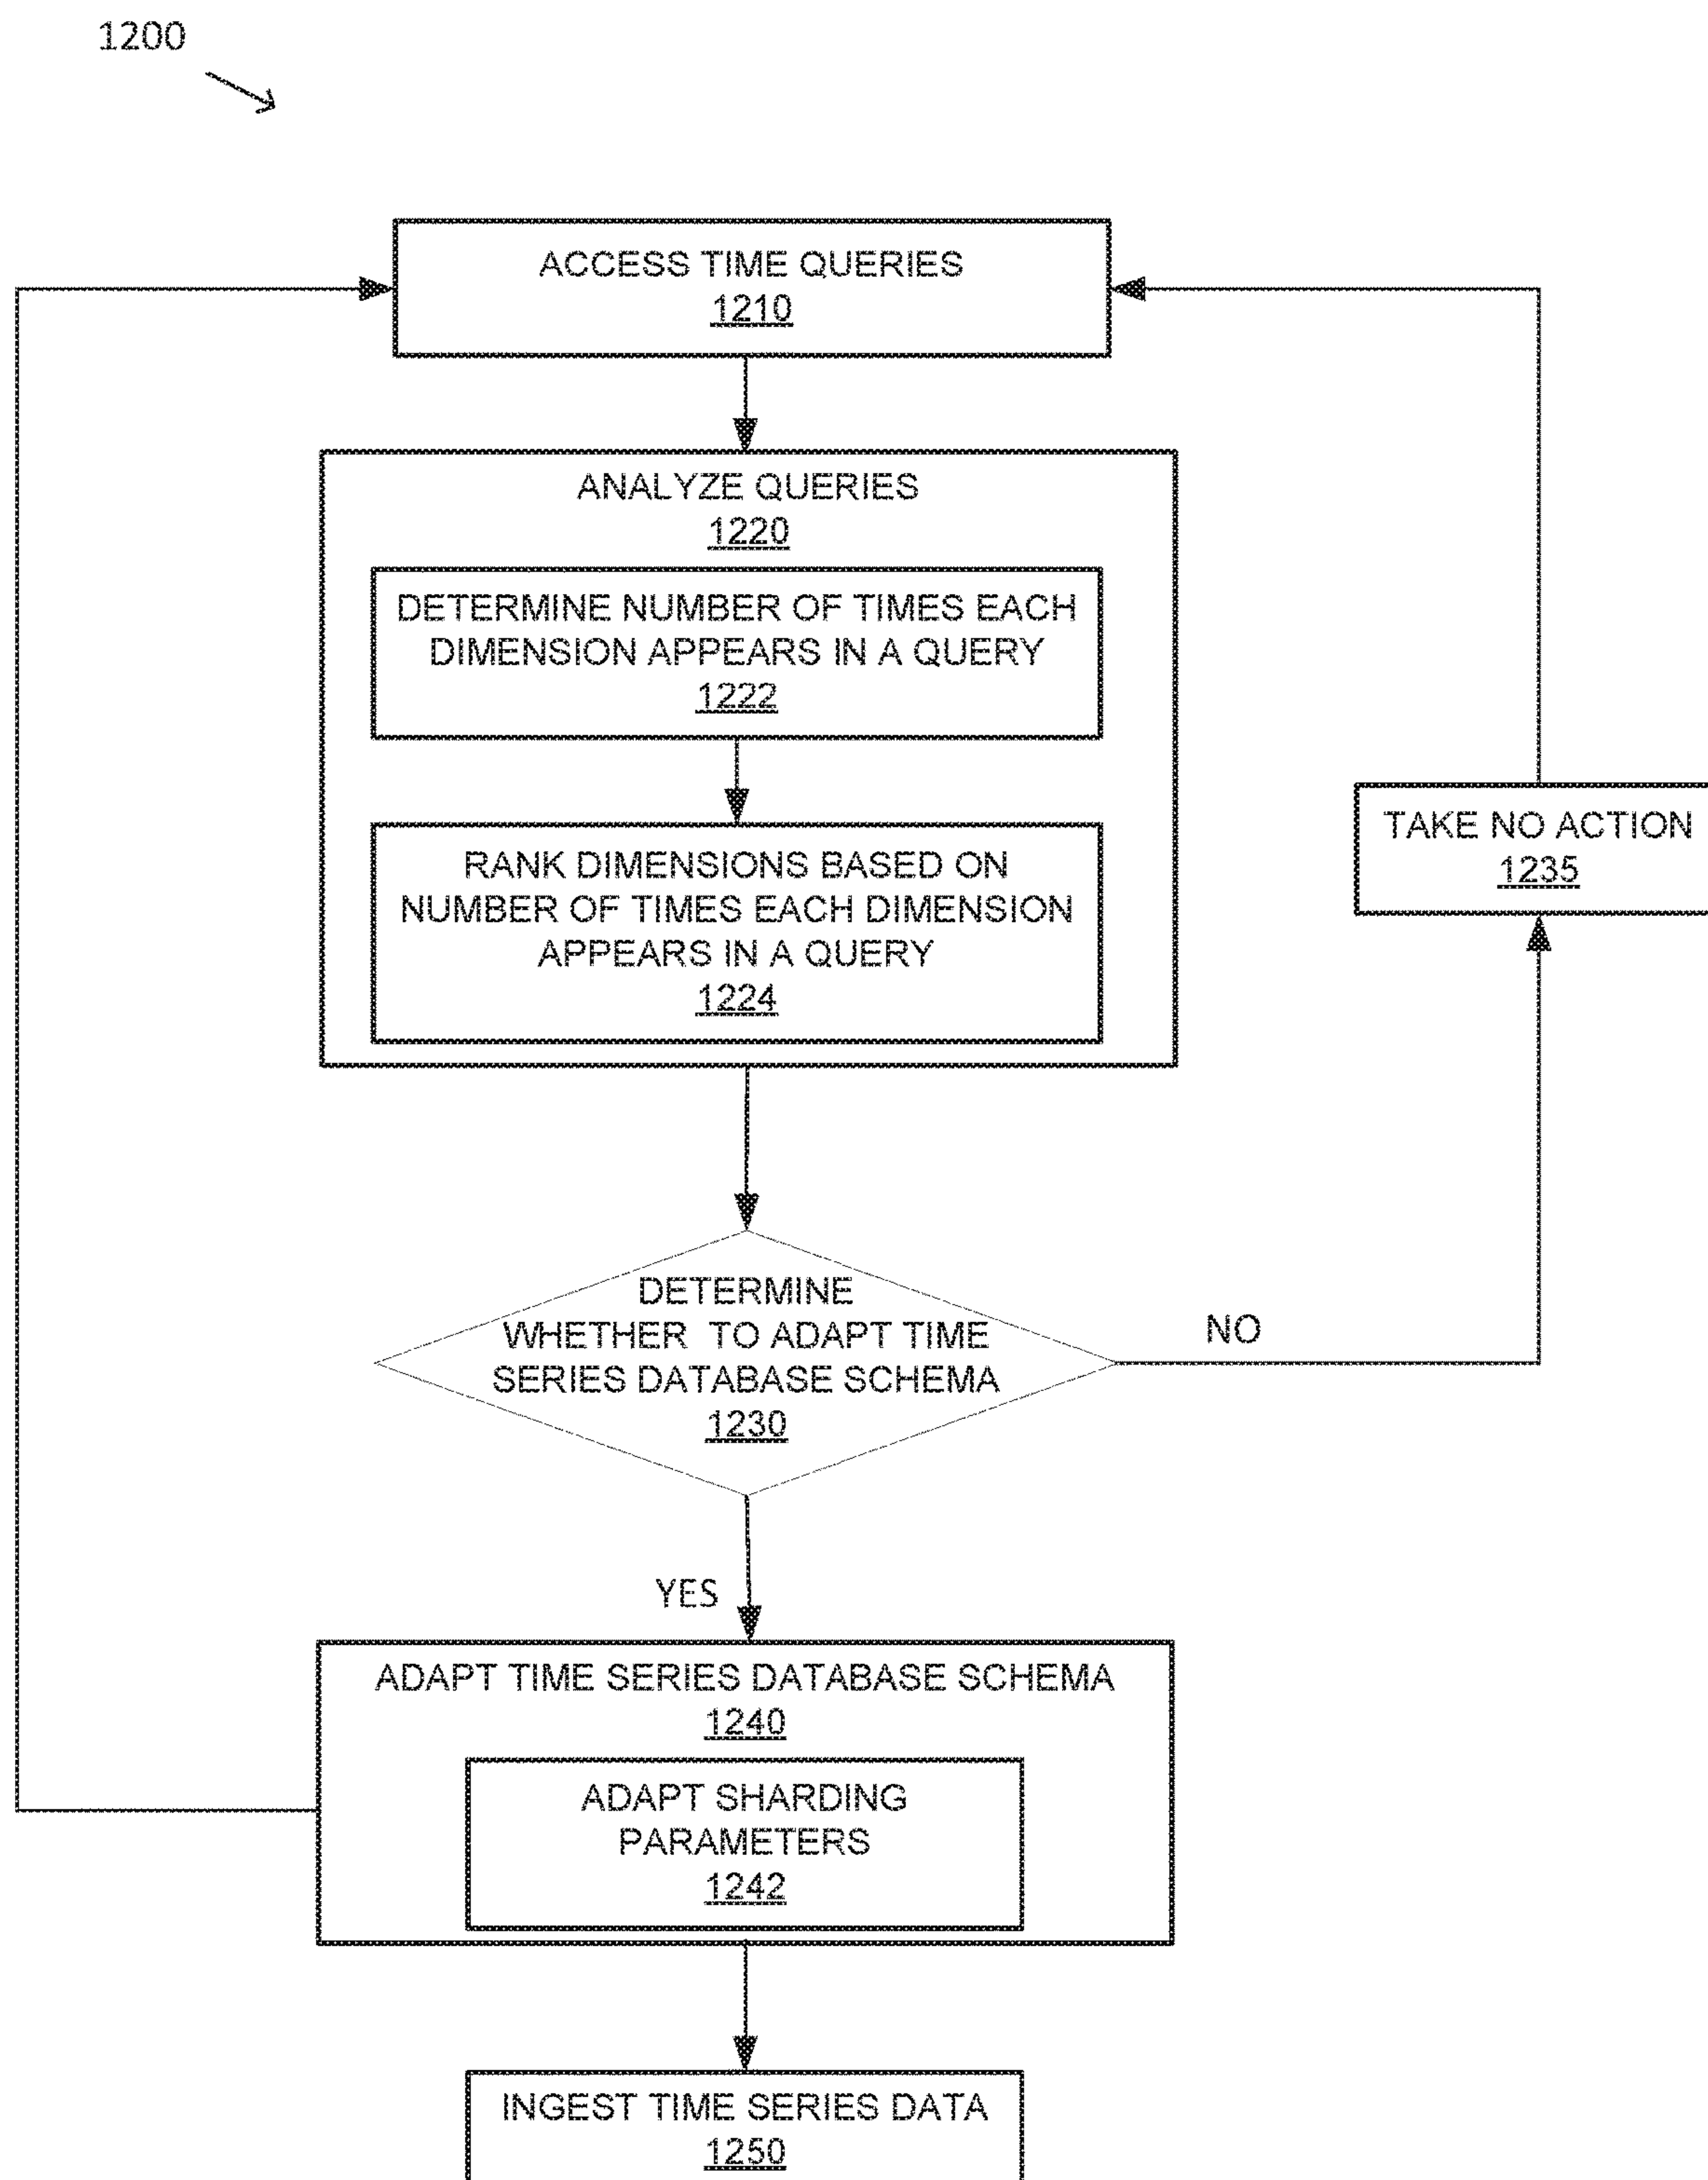 1200
ACCESS TIME QUERIES
1210
ANALYZE QUERIES
1220
DETERMINE NUMBER OF TIMES EACH
DIMENSION APPEARS IN A QUERY
1222
RANK DIMENSIONS BASED ON
NUMBER OF TIMES EACH DIMENSION
APPEARS IN A QUERY
1224
TAKE NO ACTION
1235
DETERMINE
WHETHER TO ADAPT TIME
SERIES DATABASE SCHEMA
1230
NO
YES
ADAPT TIME SERIES DATABASE SCHEMA
1240
ADAPT SHARDING
PARAMETERS
1242
INGEST TIME SERIES DATA
1250